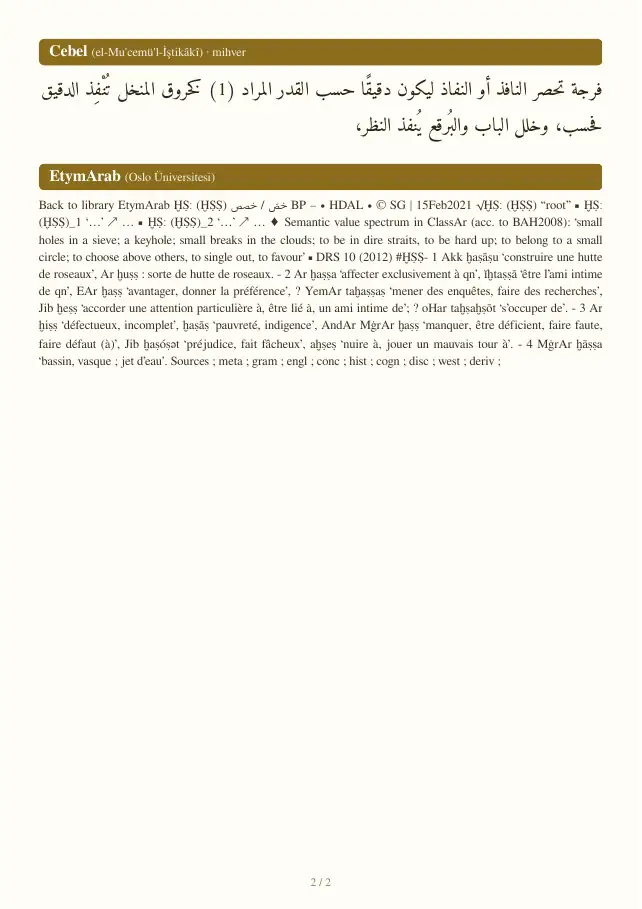 Cebel (el-Mu'cemü'l-İştikâkî) · mihver
فرجة تحصر النافذ أو النفاذ ليكون دقيقًا حسب القدر المراد (1) كخروق المنخل تُنْفِذ الدقيق
فحسب، وخلل الباب والبُرقع يُنفذ النظر،
EtymArab (Oslo Üniversitesi)
Back to library EtymArab ḪṢː (ḪṢṢ) خصّ / خصص BP – • HDAL • © SG | 15Feb2021 √ḪṢː (ḪṢṢ) “root” ▪ ḪṢː
(ḪṢṢ)_1 ‘…’ ↗ … ▪ ḪṢː (ḪṢṢ)_2 ‘…’ ↗ … ♦ Semantic value spectrum in ClassAr (acc. to BAH2008): ‘small
holes in a sieve; a keyhole; small breaks in the clouds; to be in dire straits, to be hard up; to belong to a small
circle; to choose above others, to single out, to favour’ ▪ DRS 10 (2012) #ḪṢṢ- 1 Akk ḫaṣāṣu ‘construire une hutte
de roseaux’, Ar ḫuṣṣ : sorte de hutte de roseaux. - 2 Ar ḫaṣṣa ‘affecter exclusivement à qn’, ĭḫtaṣṣā ‘être l’ami intime
de qn’, EAr ḫaṣṣ ‘avantager, donner la préférence’, ? YemAr taḫaṣṣaṣ ‘mener des enquêtes, faire des recherches’,
Jib ḫeṣṣ ‘accorder une attention particulière à, être lié à, un ami intime de’; ? oHar taḫṣaḫṣōt ‘s’occuper de’. - 3 Ar
ḫiṣṣ ‘défectueux, incomplet’, ḫaṣāṣ ‘pauvreté, indigence’, AndAr MġrAr ḫaṣṣ ‘manquer, être déficient, faire faute,
faire défaut (à)’, Jib ḫaṣóṣət ‘préjudice, fait fâcheux’, aḫṣeṣ ‘nuire à, jouer un mauvais tour à’. - 4 MġrAr ḫāṣṣa
‘bassin, vasque ; jet d’eau’. Sources ; meta ; gram ; engl ; conc ; hist ; cogn ; disc ; west ; deriv ;
2 / 2